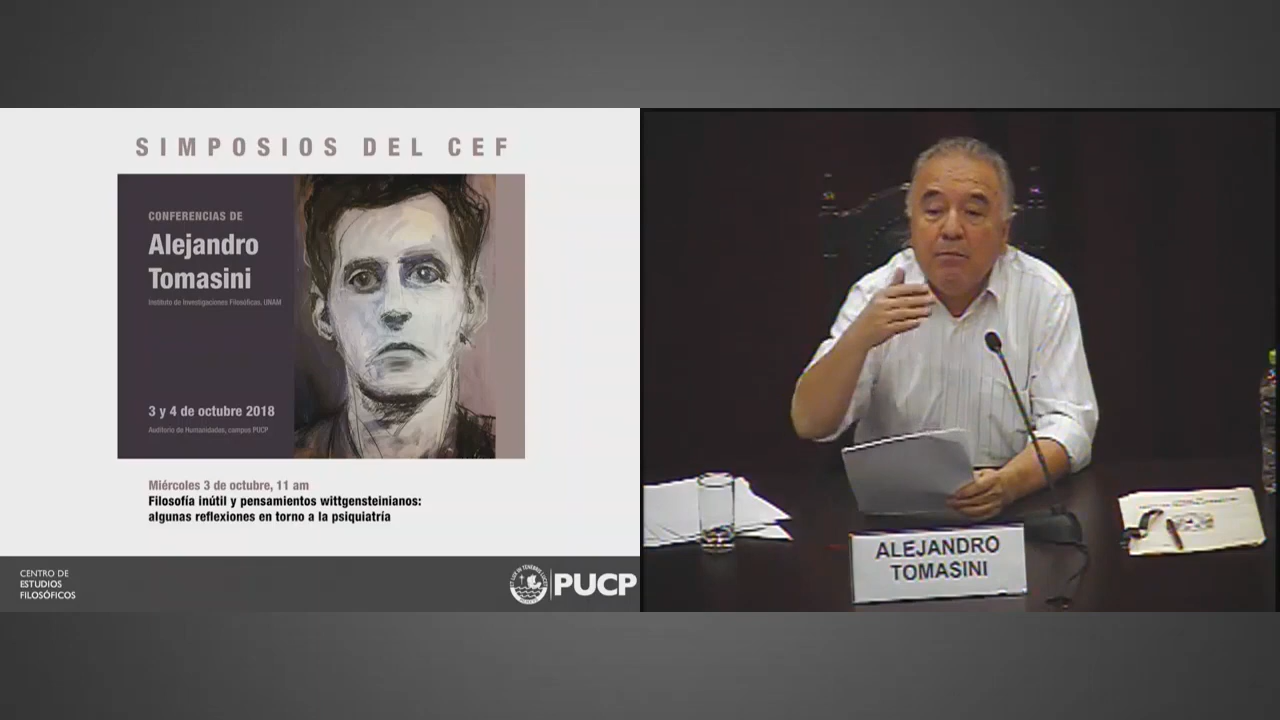 SIMPOSIOS DEL CEF
CONFERENCIAS DE
Alejandro
Tomasini
Instituto de Investigaciones Filosóficas, UNAM
3 y 4 de octubre 2018
Auditorio de Humanidades, campus PUCP
Miércoles 3 de octubre, 11 am
Filosofía inútil y pensamientos wittgensteinianos:
algunas reflexiones en torno a la psiquiatría
CENTRO DE
ESTUDIOS
FILOSÓFICOS
PUCP
ALEJANDRO
TOMASINI